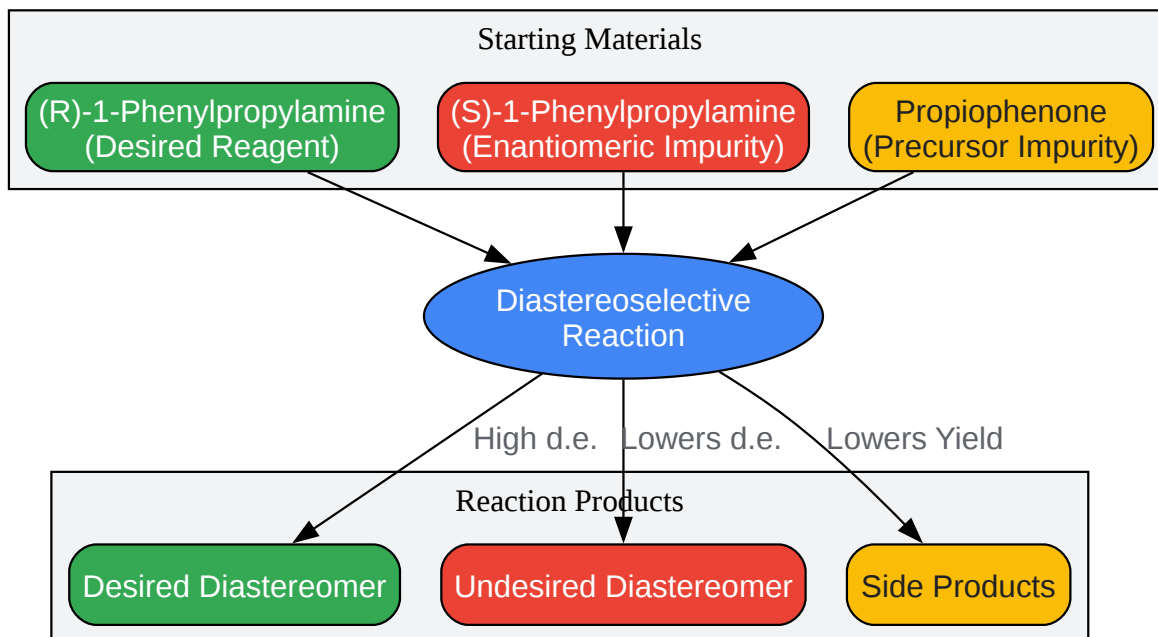 Starting Materials
(R)-1-Phenylpropylamine
(Desired Reagent)
(S)-1-Phenylpropylamine
(Enantiomeric Impurity)
Propiophenone
(Precursor Impurity)
Diastereoselective
Reaction
High d.e.
Lowers d.e.
Lowers Yield
Reaction Products
Desired Diastereomer
Undesired Diastereomer
Side Products